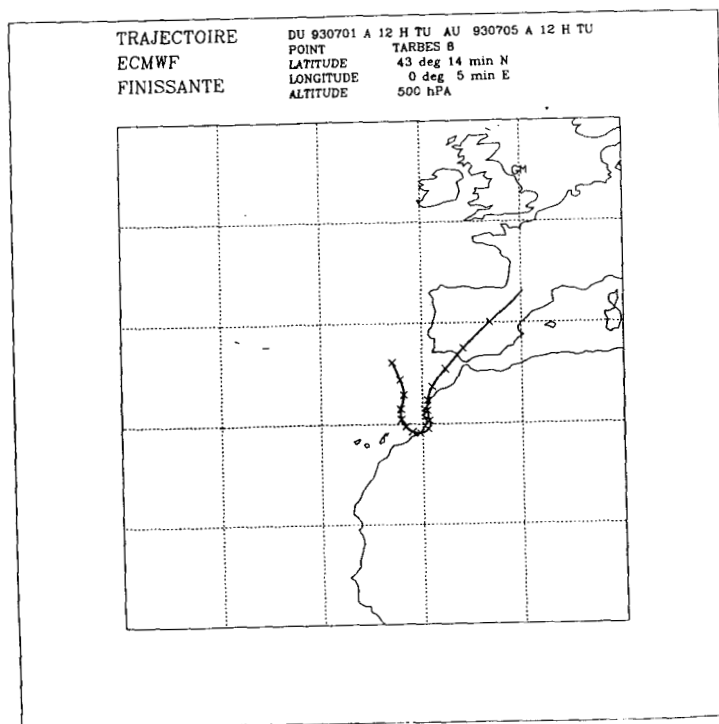 TRAJECTOIRE
ECMWF
FINISSANTE
DU 930701 A 12 H TU AU 930705 A 12 H TU
POINT TARBES 8
LATITUDE 43 deg 14 min N
LONGITUDE 0 deg 5 min E
ALTITUDE 500 hPA
GM